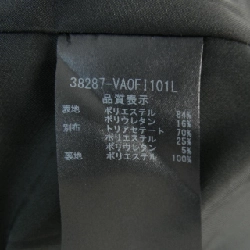 38287-VAOFI101L
品質表示
表地 ポリエステル 84%
ポリウレタン 16%
別布 トリアセテート 70%
ポリエステル 25%
ポリウレタン 5%
裏地 ポリエステル 100%